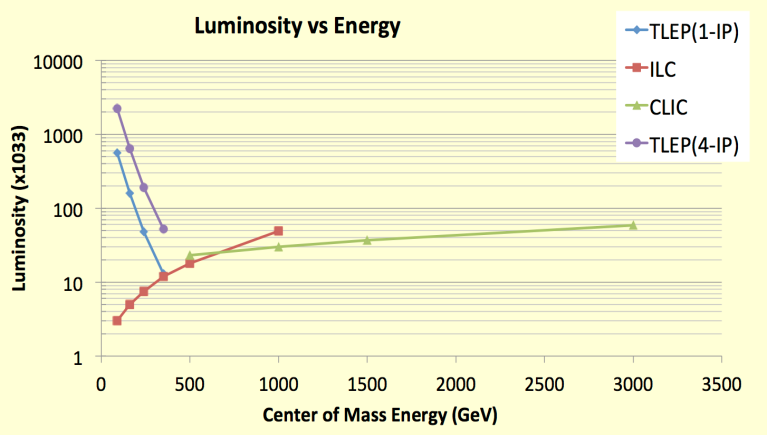 Luminosity vs Energy
TLEP(1-IP)
ILC
CLIC
TLEP(4-IP)
Luminosity (x1033)
10000
1000
100
10
1
0 500 1000 1500 2000 2500 3000 3500
Center of Mass Energy (GeV)